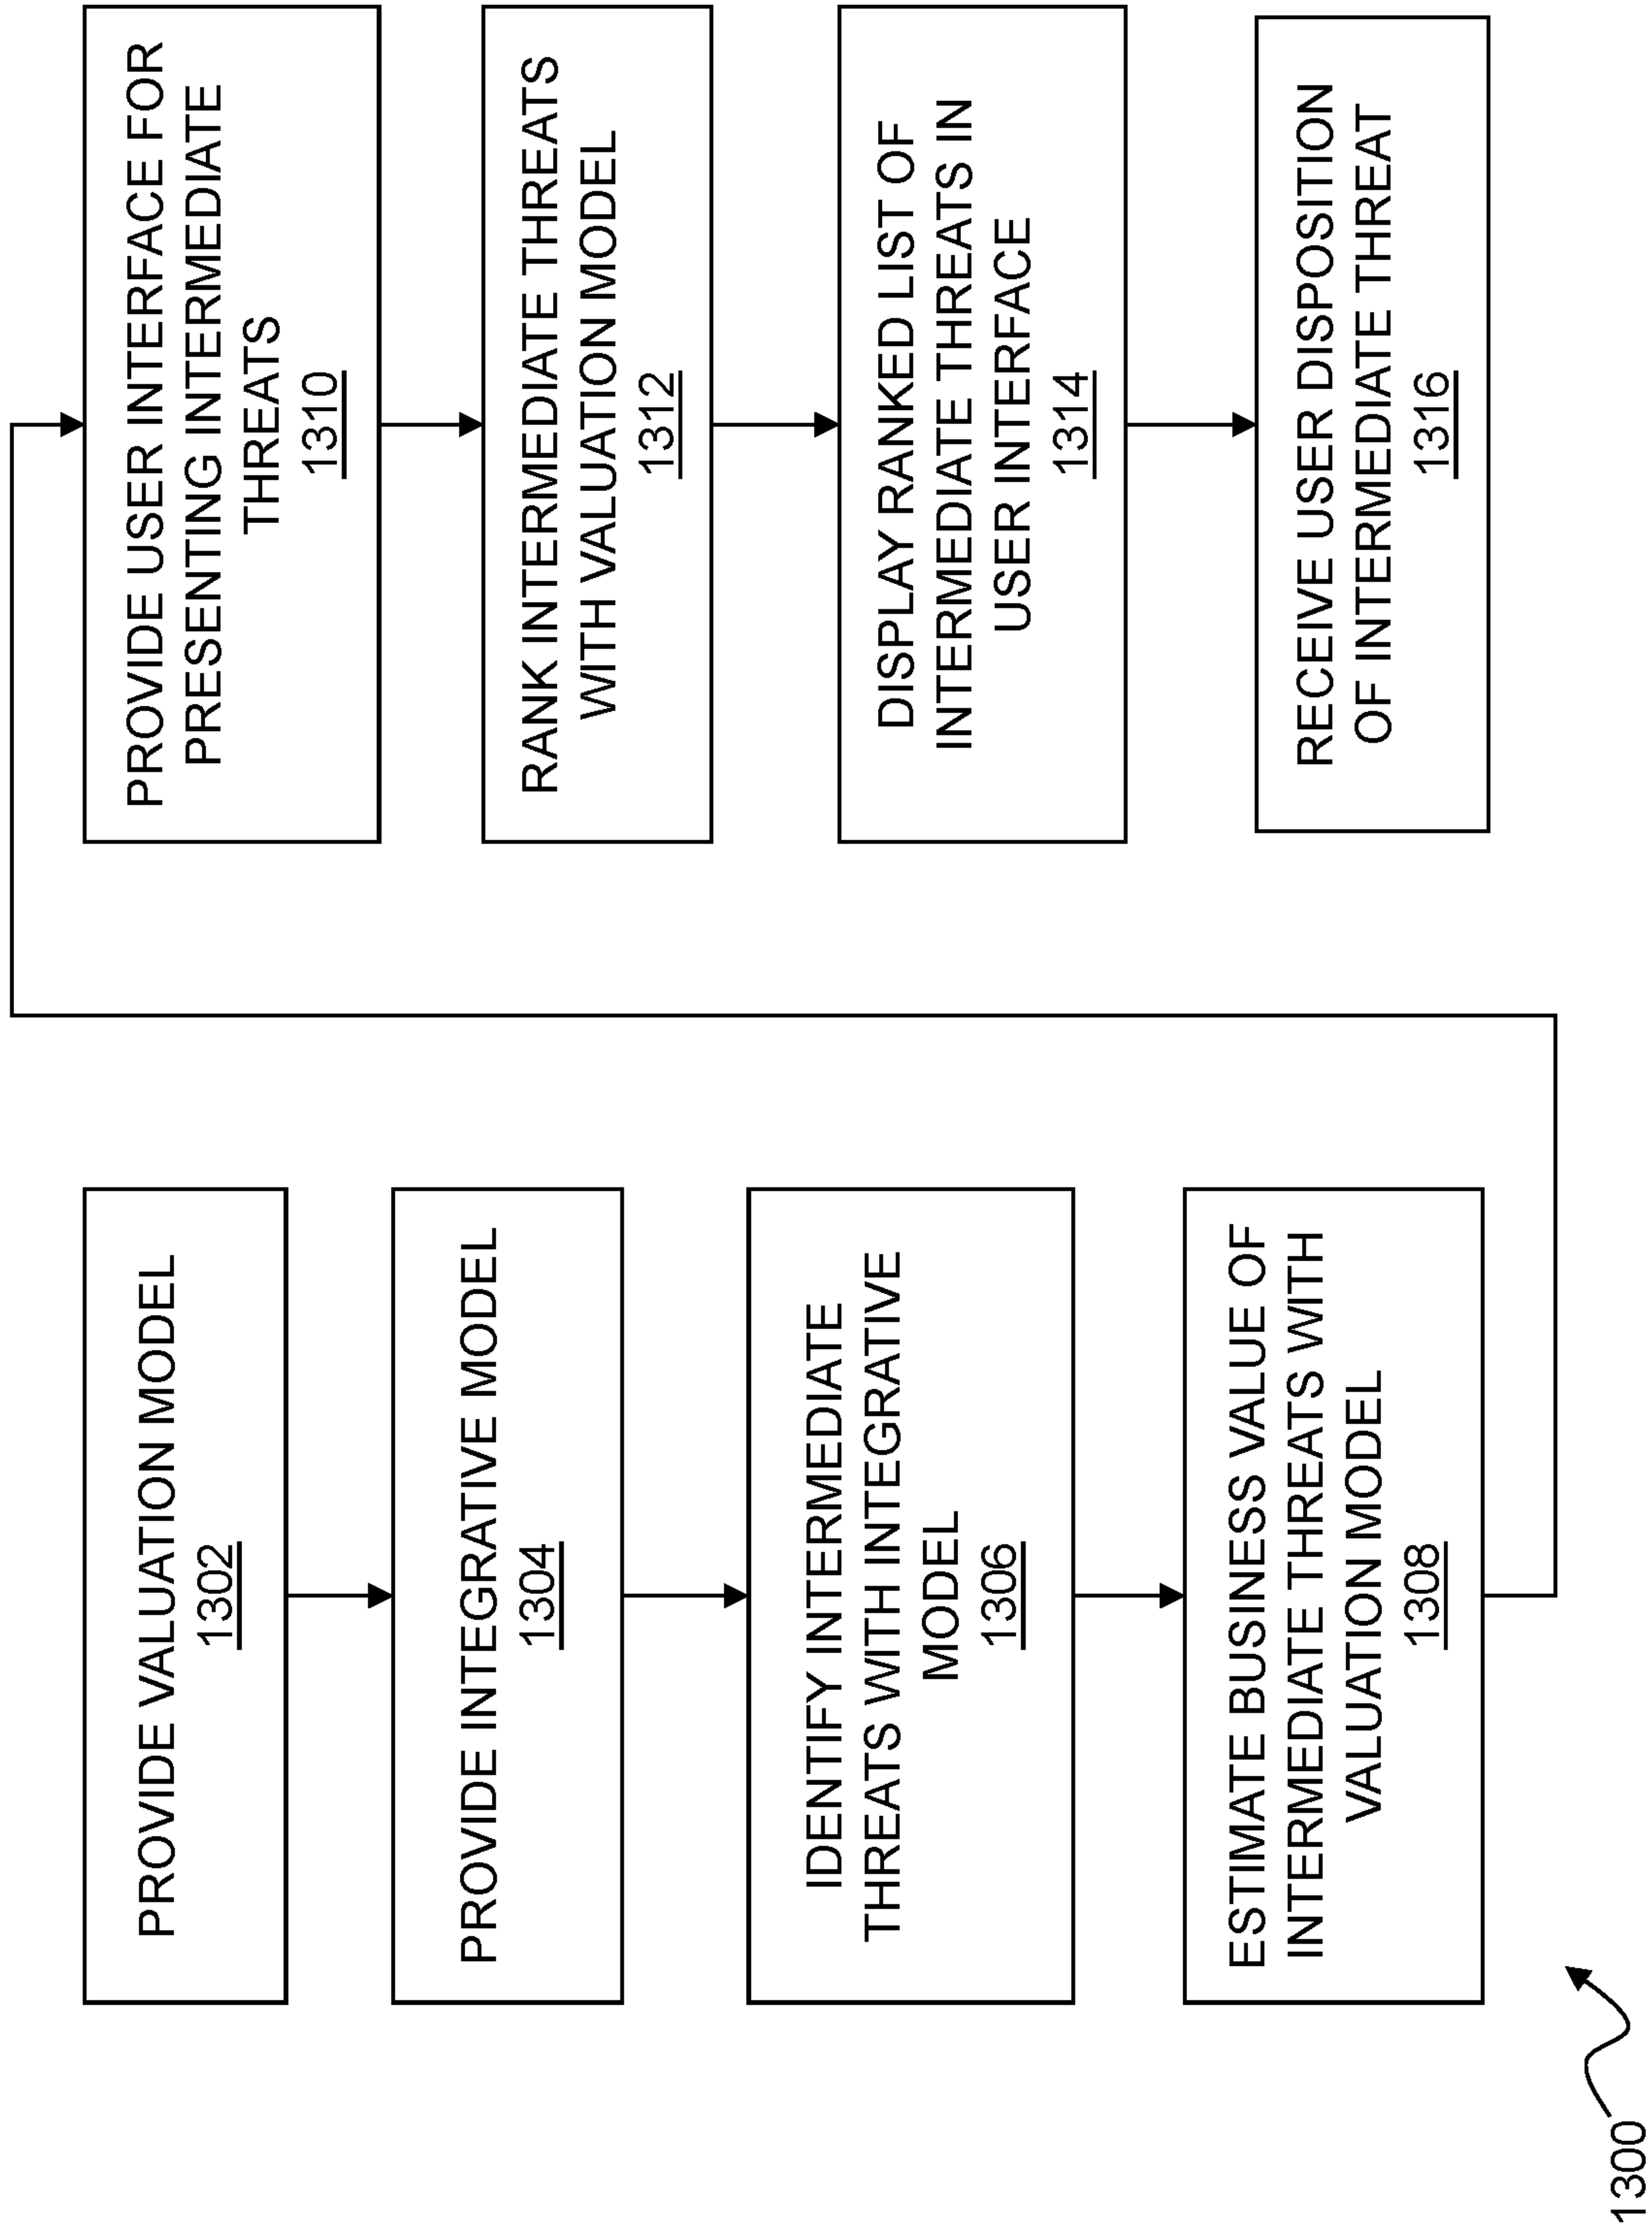 PROVIDE VALUATION MODEL
1302
PROVIDE INTEGRATIVE MODEL
1304
IDENTIFY INTERMEDIATE
THREATS WITH INTEGRATIVE
MODEL
1306
ESTIMATE BUSINESS VALUE OF
INTERMEDIATE THREATS WITH
VALUATION MODEL
1308
PROVIDE USER INTERFACE FOR
PRESENTING INTERMEDIATE
THREATS
1310
RANK INTERMEDIATE THREATS
WITH VALUATION MODEL
1312
DISPLAY RANKED LIST OF
INTERMEDIATE THREATS IN
USER INTERFACE
1314
RECEIVE USER DISPOSITION
OF INTERMEDIATE THREAT
1316
1300